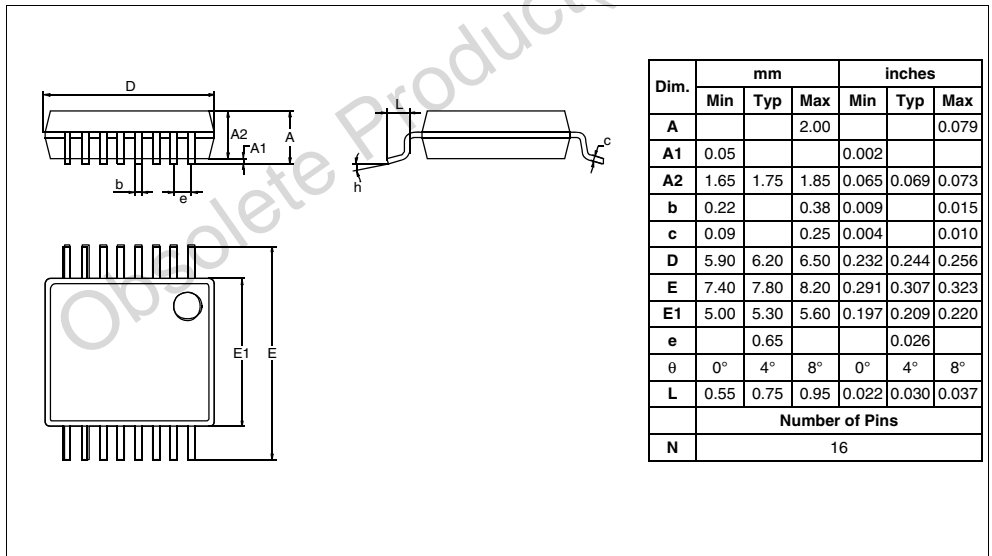 Obsolete Product(
D
A2
A
A1
b
e
L
c
h
E1
E
Dim. mm inches
Min Typ Max Min Typ Max
A 2.00 0.079
A1 0.05 0.002
A2 1.65 1.75 1.85 0.065 0.069 0.073
b 0.22 0.38 0.009 0.015
c 0.09 0.25 0.004 0.010
D 5.90 6.20 6.50 0.232 0.244 0.256
E 7.40 7.80 8.20 0.291 0.307 0.323
E1 5.00 5.30 5.60 0.197 0.209 0.220
e 0.65 0.026
θ 0° 4° 8° 0° 4° 8°
L 0.55 0.75 0.95 0.022 0.030 0.037
Number of Pins
N 16